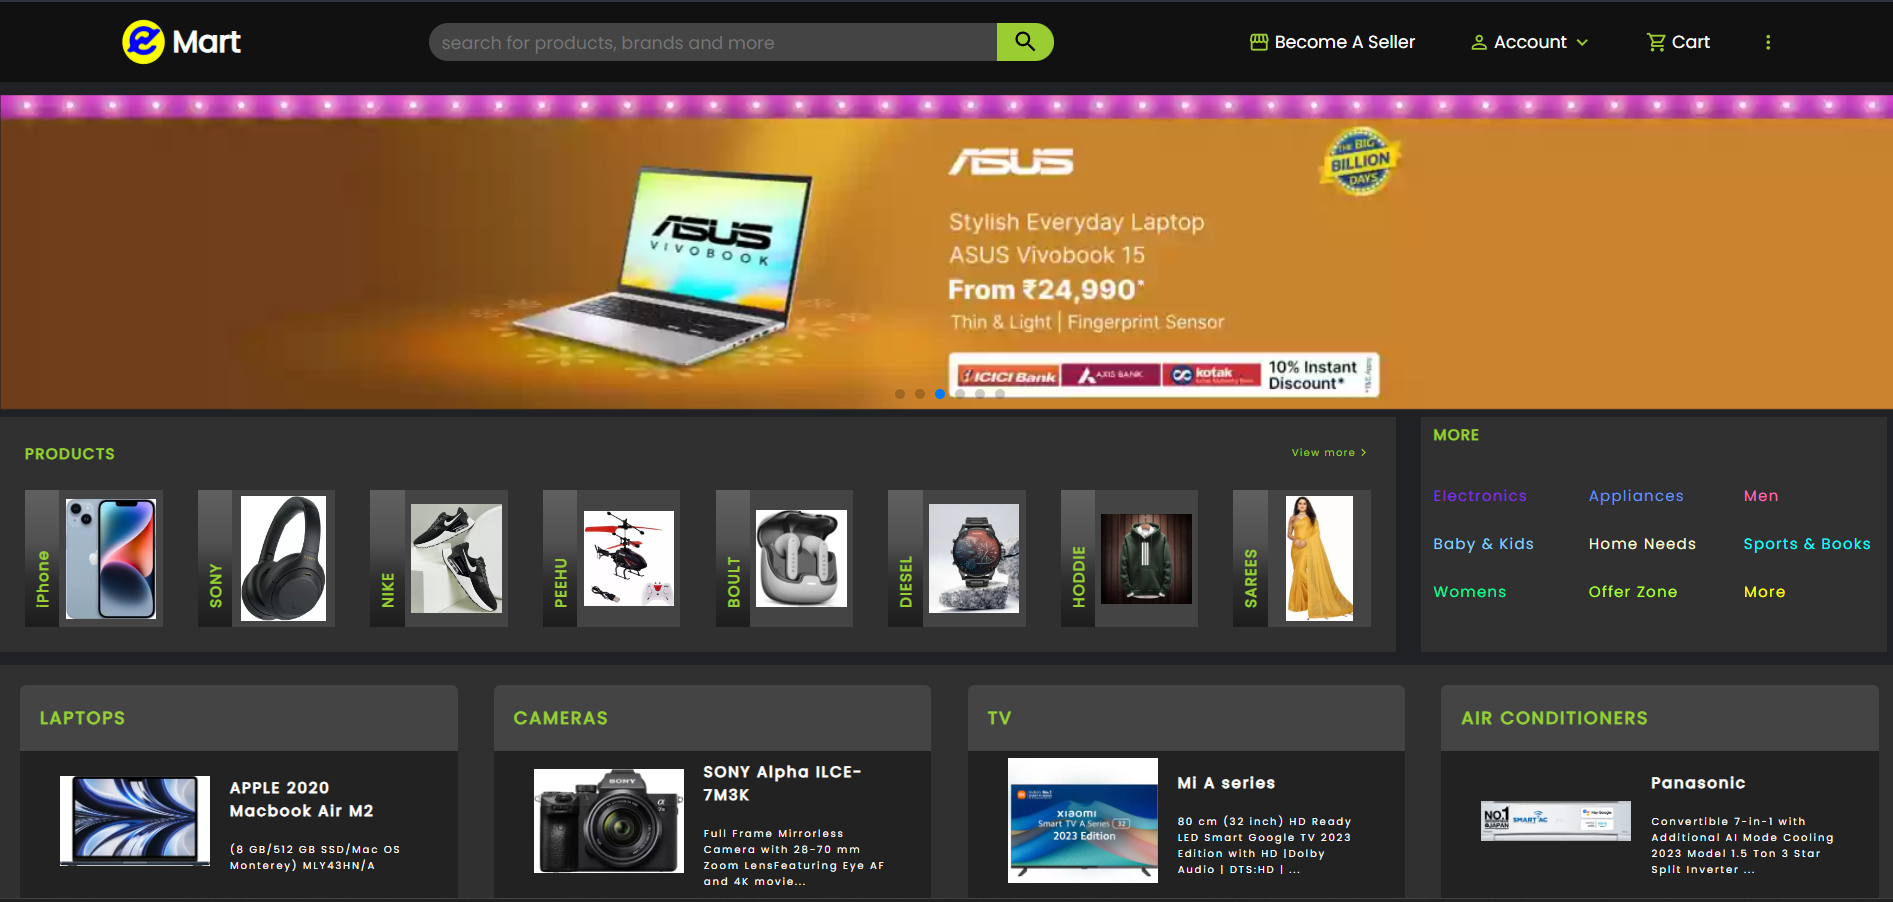 Mart
search for products, brands and more
Become A Seller
Account
Cart
ASUS
THE BIG
BILLION
DAYS
ASUS
VIVOBOOK
Stylish Everyday Laptop
ASUS Vivobook 15
From ₹24,990*
Thin & Light | Fingerprint Sensor
ICICI Bank
AXIS BANK
kotak
10% Instant
Discount*
PRODUCTS
View more >
iPhone
SONY
NIKE
PEEHU
BOULT
DIESEL
HODDIE
SAREES
MORE
Electronics
Appliances
Men
Baby & Kids
Home Needs
Sports & Books
Womens
Offer Zone
More
LAPTOPS
APPLE 2020
Macbook Air M2
(8 GB/512 GB SSD/Mac OS
Monterey) MLY43HN/A
CAMERAS
SONY
SONY Alpha ILCE-
7M3K
Full Frame Mirrorless
Camera with 28-70 mm
Zoom LensFeaturing Eye AF
and 4K movie...
TV
xiaomi
Smart TV A Series 32
2023 Edition
Mi A series
80 cm (32 inch) HD Ready
LED Smart Google TV 2023
Edition with HD |Dolby
Audio | DTS:HD | ...
AIR CONDITIONERS
NO.1
JAPAN
SMART AC
Panasonic
Convertible 7-in-1 with
Additional AI Mode Cooling
2023 Model 1.5 Ton 3 Star
Split Inverter ...